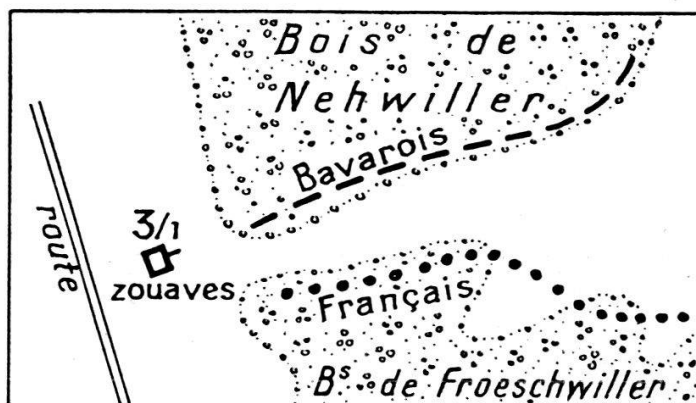 Bois de
Nehwiller
Bavarois
route
3/1
zouaves
Français
Bs de Froeschwiller